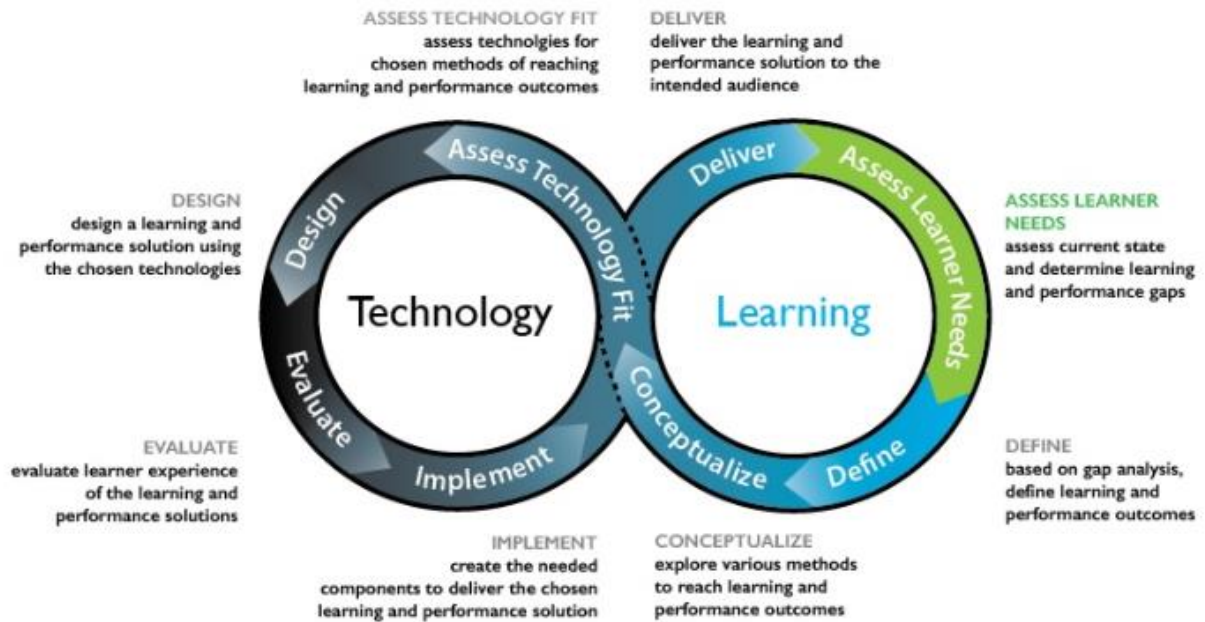 ASSESS TECHNOLOGY FIT
assess technolgies for
chosen methods of reaching
learning and performance outcomes
DELIVER
deliver the learning and
performance solution to the
intended audience
DESIGN
design a learning and
performance solution using
the chosen technologies
Assess Technology Fit
Deliver
Assess Learner Needs
Design
Technology
Learning
ASSESS LEARNER
NEEDS
assess current state
and determine learning
and performance gaps
Evaluate
Implement
Conceptualize
Define
EVALUATE
evaluate learner experience
of the learning and
performance solutions
DEFINE
based on gap analysis,
define learning and
performance outcomes
IMPLEMENT
create the needed
components to deliver the chosen
learning and performance solution
CONCEPTUALIZE
explore various methods
to reach learning and
performance outcomes